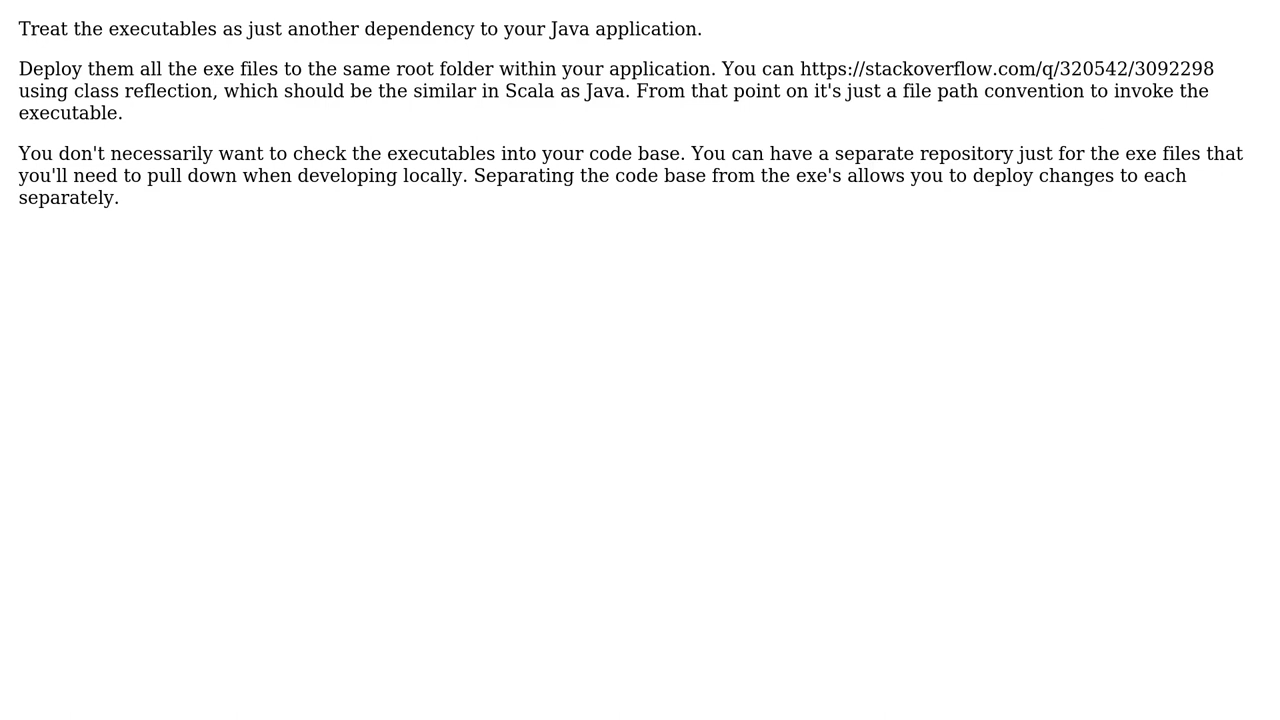 Treat the executables as just another dependency to your Java application.
Deploy them all the exe files to the same root folder within your application. You can https://stackoverflow.com/q/320542/3092298
using class reflection, which should be the similar in Scala as Java. From that point on it's just a file path convention to invoke the
executable.
You don't necessarily want to check the executables into your code base. You can have a separate repository just for the exe files that
you'll need to pull down when developing locally. Separating the code base from the exe's allows you to deploy changes to each
separately.